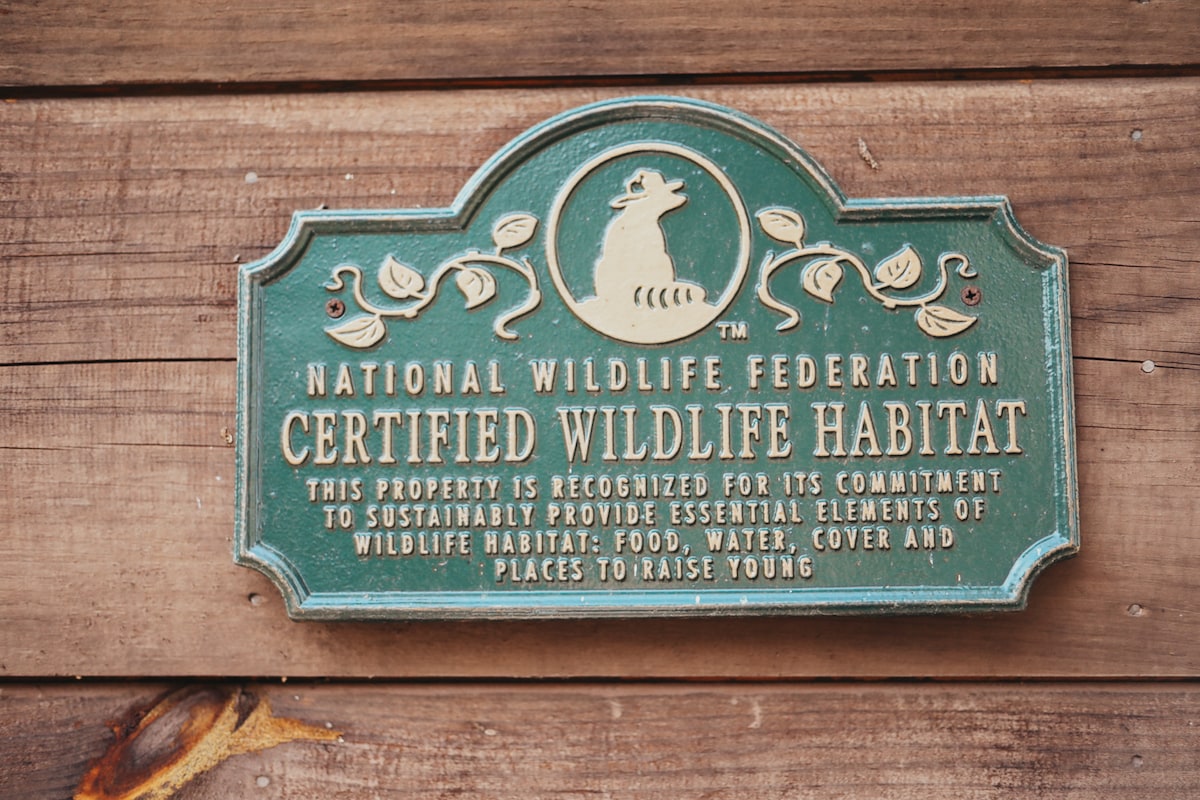 TM
NATIONAL WILDLIFE FEDERATION
CERTIFIED WILDLIFE HABITAT
THIS PROPERTY IS RECOGNIZED FOR ITS COMMITMENT
TO SUSTAINABLY PROVIDE ESSENTIAL ELEMENTS OF
WILDLIFE HABITAT: FOOD, WATER, COVER AND
PLACES TO RAISE YOUNG